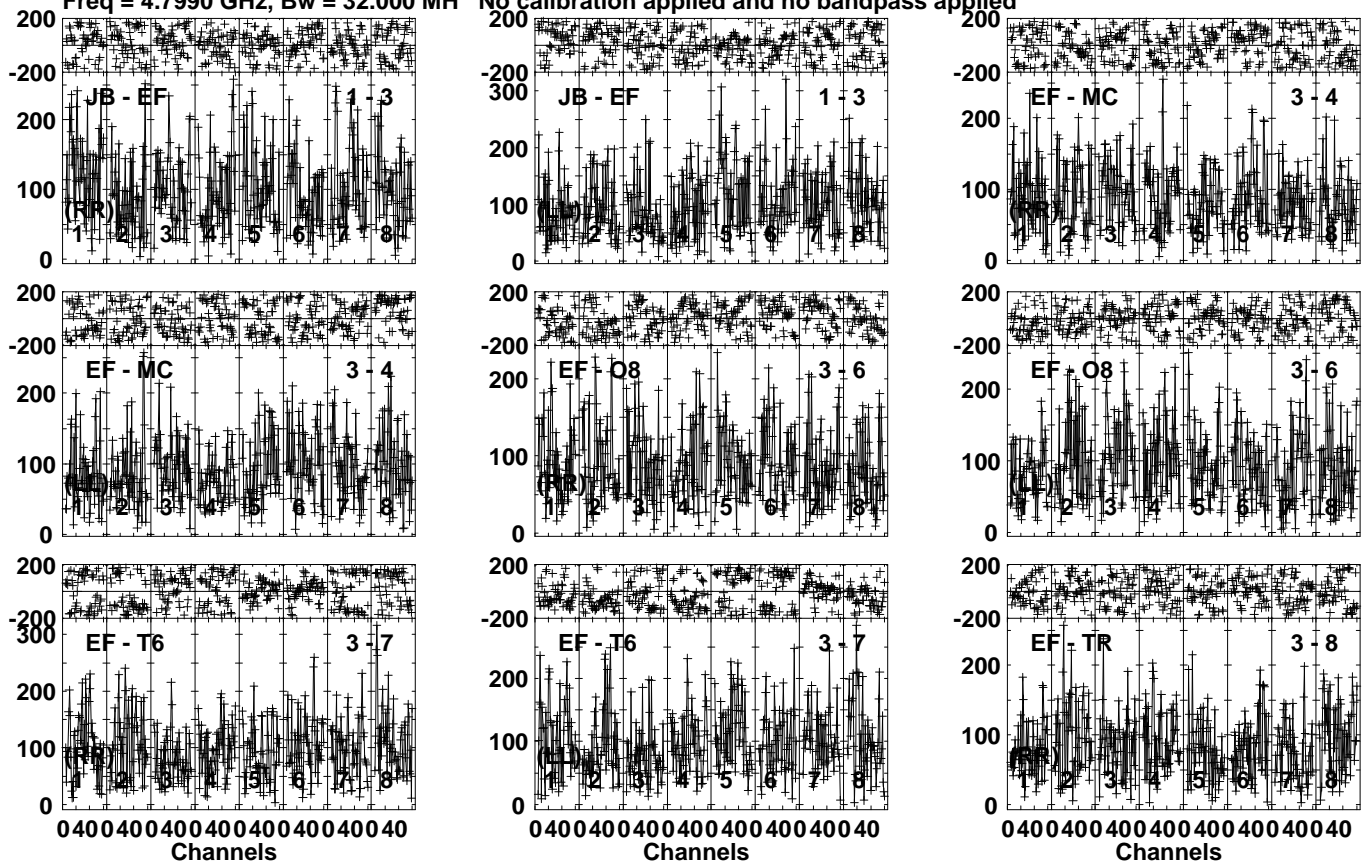 Freq = 4.7990 GHz, Bw = 32.000 MH No calibration applied and no bandpass applied
200 200 200
-200 -200 -200
JB - EF 1 - 3 300 JB - EF 1 - 3 EF - MC 3 - 4
200 200 200
100 100 100
(RR) (LL) (RR)
1 2 3 4 5 6 7 8 1 2 3 4 5 6 7 8 1 2 3 4 5 6 7 8
0 0 0
200 200 200
-200 -200 -200
EF - MC 3 - 4 EF - O8 3 - 6 EF - O8 3 - 6
200 200 200
100 100 100
(LL) (RR) (LL)
1 2 3 4 5 6 7 8 1 2 3 4 5 6 7 8 1 2 3 4 5 6 7 8
0 0 0
200 200 200
-200 -200 -200
300 EF - T6 3 - 7 EF - T6 3 - 7 EF - TR 3 - 8
200 200 200
100 100 100
(RR) (LL) (RR)
1 2 3 4 5 6 7 8 1 2 3 4 5 6 7 8 1 2 3 4 5 6 7 8
0 0 0
0 40 0 40 0 40 0 40 0 40 0 40 0 40 0 40 0 40 0 40 0 40 0 40 0 40 0 40 0 40 0 40 0 40 0 40 0 40 0 40 0 40 0 40 0 40 0 40
Channels Channels Channels